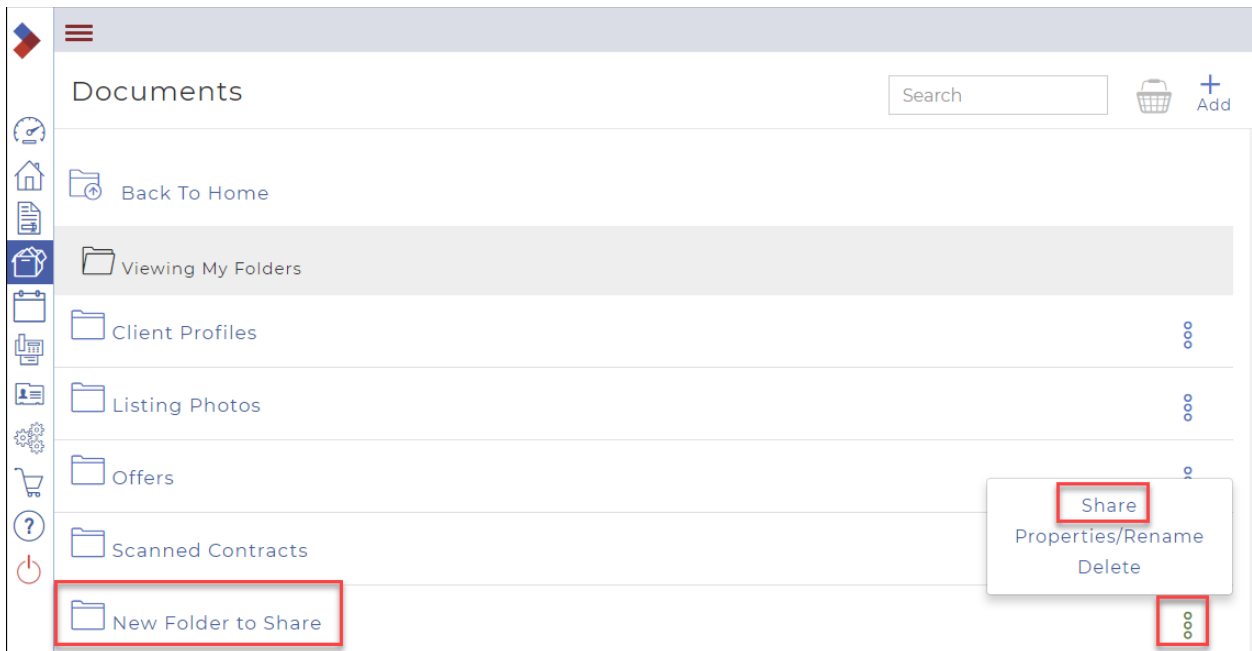 Documents
Search
Add
Back To Home
Viewing My Folders
Client Profiles
Listing Photos
Offers
Share
Properties/Rename
Scanned Contracts
Delete
New Folder to Share
?